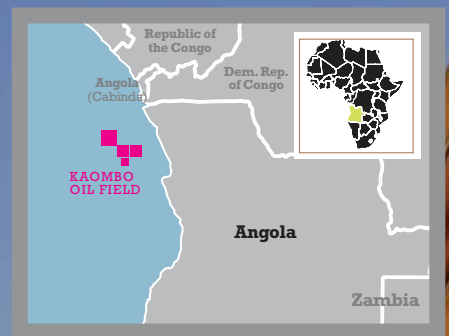 Republic of
the Congo
Dem. Rep.
of Congo
Angola
(Cabinda)
KAOMBO
OIL FIELD
Angola
Zambia